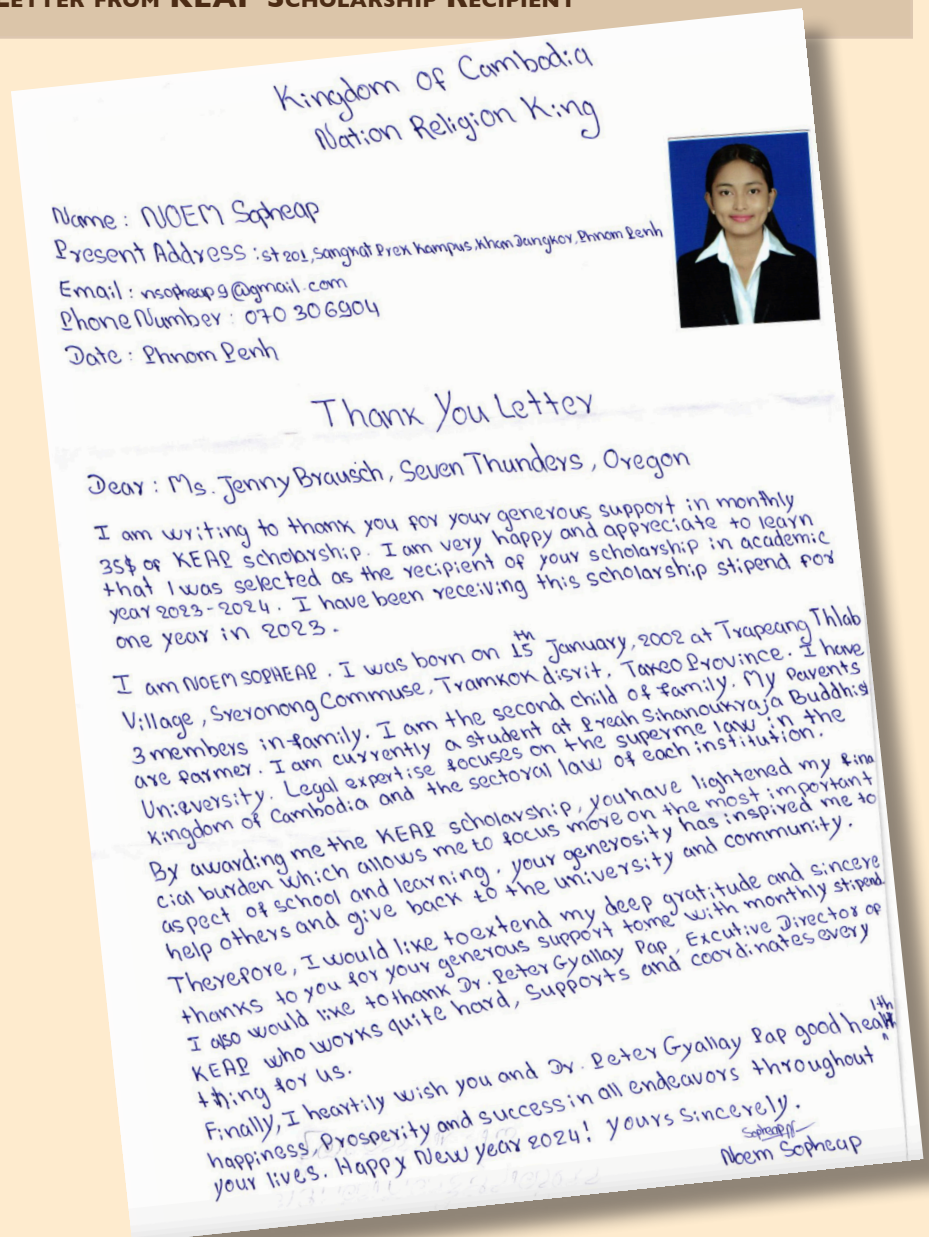 LETTER FROM KEAP SCHOLARSHIP RECIPIENT
Kingdom of Cambodia
Nation Religion King
Name : NOEM Sopheap
Present Address : st 201, Sangkat Prek Kampus, Khan Dangkor, Phnom Penh
Email : nsopheap9@gmail.com
Phone Number : 070 306904
Date : Phnom Penh
Thank You Letter
Dear : Ms. Jenny Brausch, Seven Thunders, Oregon
I am writing to thank you for your generous support in monthly
35$ of KEAP scholarship. I am very happy and appreciate to learn
that I was selected as the recipient of your scholarship in academic
year 2023-2024. I have been receiving this scholarship stipend for
one year in 2023.
I am NOEM SOPHEAP. I was born on 15th January, 2002 at Trapeang Thlab
Village, Sreronong Commuse, Tramkok disrit, Takeo Province. I have
3 members in family. I am the second child of family. My Parents
are farmer. I am currently a student at Preah Sihanoukraja Buddhist
University. Legal expertise focuses on the superme law in the
Kingdom of Cambodia and the sectoral law of each institution.
By awarding me the KEAP scholarship, you have lightened my finan
cial burden which allows me to focus more on the most important
aspect of school and learning. your generosity has inspired me to
help others and give back to the university and community.
Therefore, I would like to extend my deep gratitude and sincere
thanks to you for your generous support to me with monthly stipend.
I also would like to thank Dr. Peter Gyallay Pap, Excutive Director of
KEAP who works quite hard, Supports and coordinates every
thing for us.
Finally, I heartily wish you and Dr. Peter Gyallay Pap good health
happiness, Prosperity and success in all endeavors throughout
your lives. Happy New year 2024! yours Sincerely.
Sopheap
Noem Sopheap